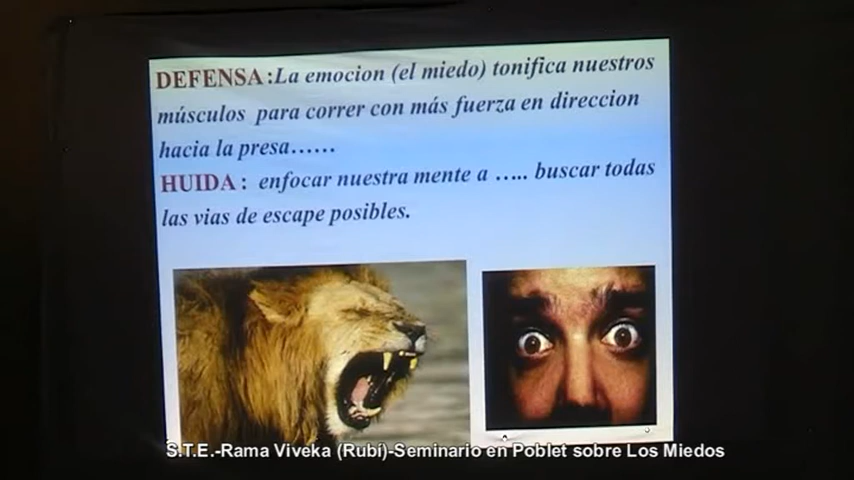 DEFENSA :La emocion (el miedo) tonifica nuestros
músculos para correr con más fuerza en direccion
hacia la presa......
HUIDA : enfocar nuestra mente a ..... buscar todas
las vias de escape posibles.
S.T.E.-Rama Viveka (Rubí)-Seminario en Poblet sobre Los Miedos